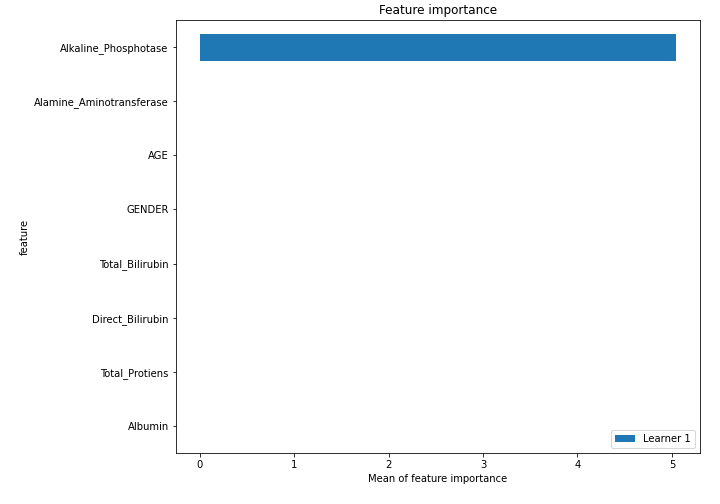 Feature importance
Alkaline_Phosphotase
Alamine_Aminotransferase
AGE
GENDER
Total_Bilirubin
Direct_Bilirubin
Total_Protiens
Albumin
feature
Learner 1
0 1 2 3 4 5
Mean of feature importance